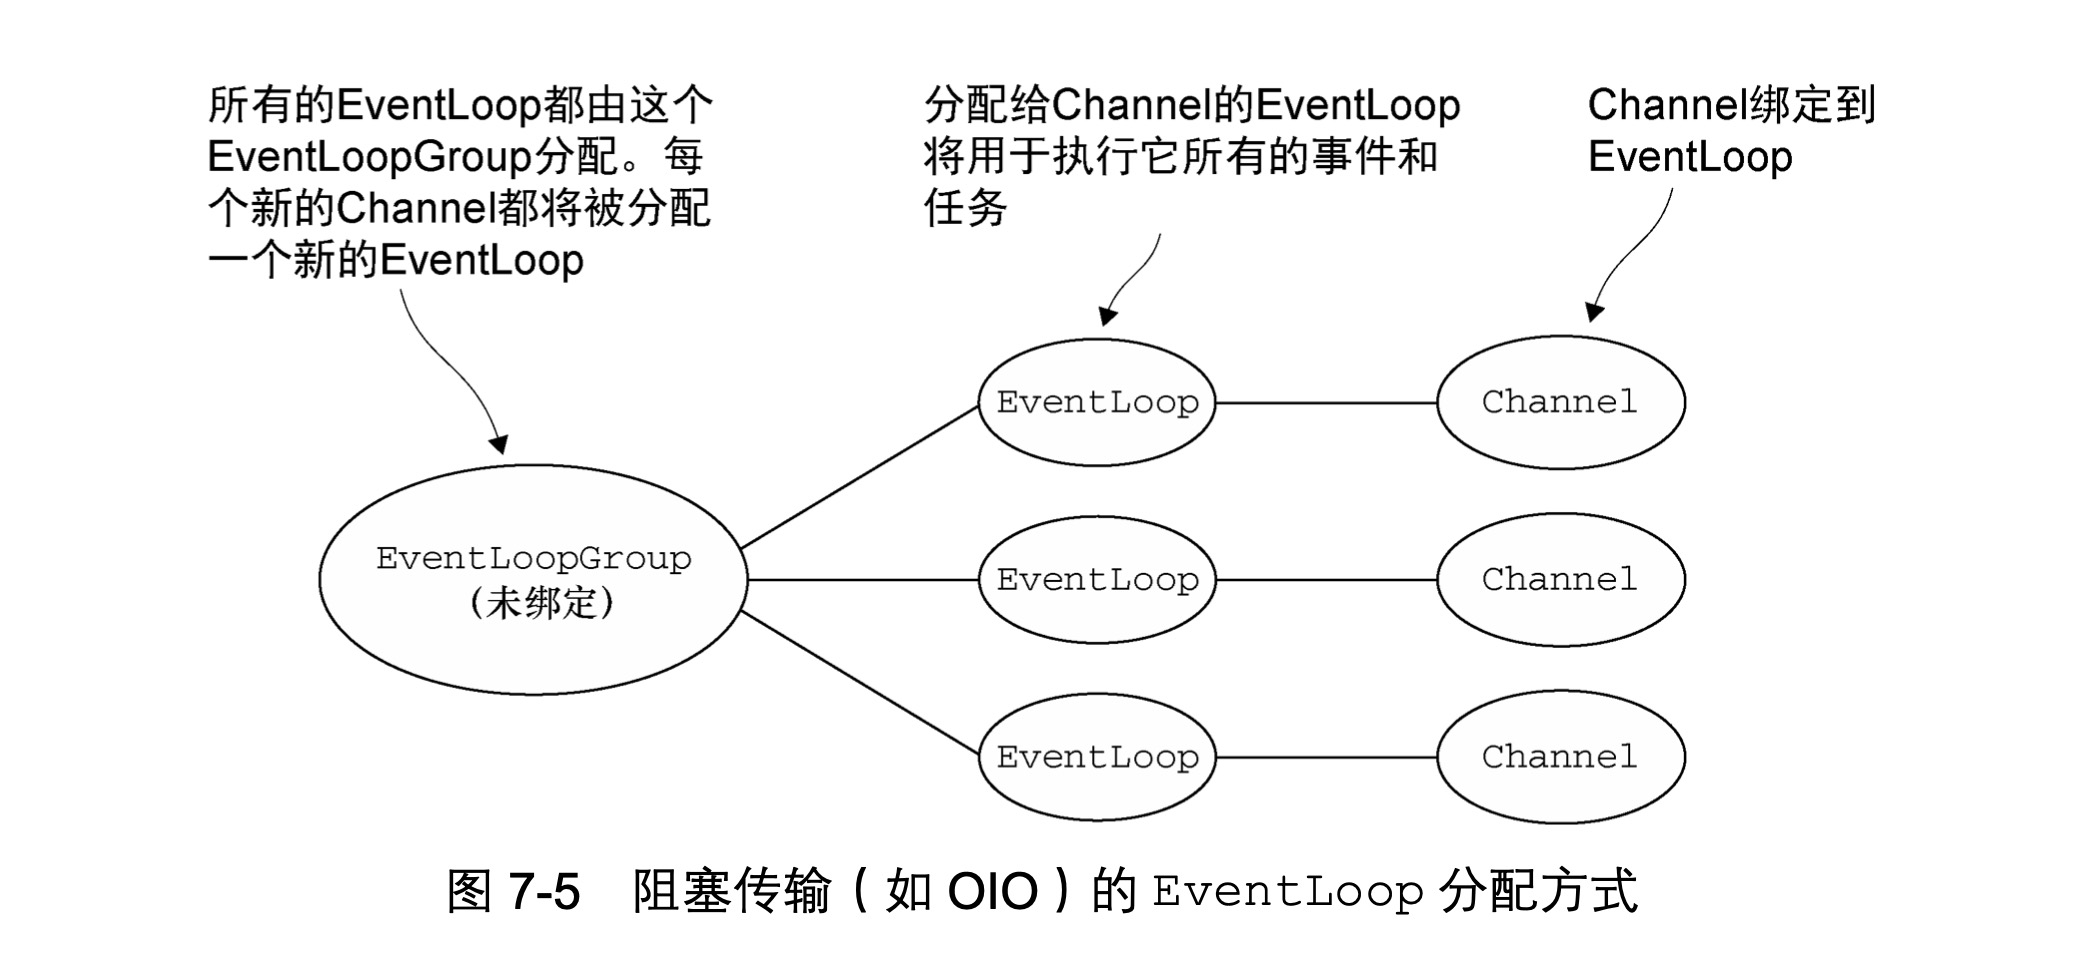 所有的EventLoop都由这个
EventLoopGroup分配。每
个新的Channel都将被分配
一个新的EventLoop
分配给Channel的EventLoop
将用于执行它所有的事件和
任务
Channel绑定到
EventLoop
EventLoopGroup
(未绑定)
EventLoop
Channel
EventLoop
Channel
EventLoop
Channel
图 7-5 阻塞传输（如 OIO）的 EventLoop 分配方式